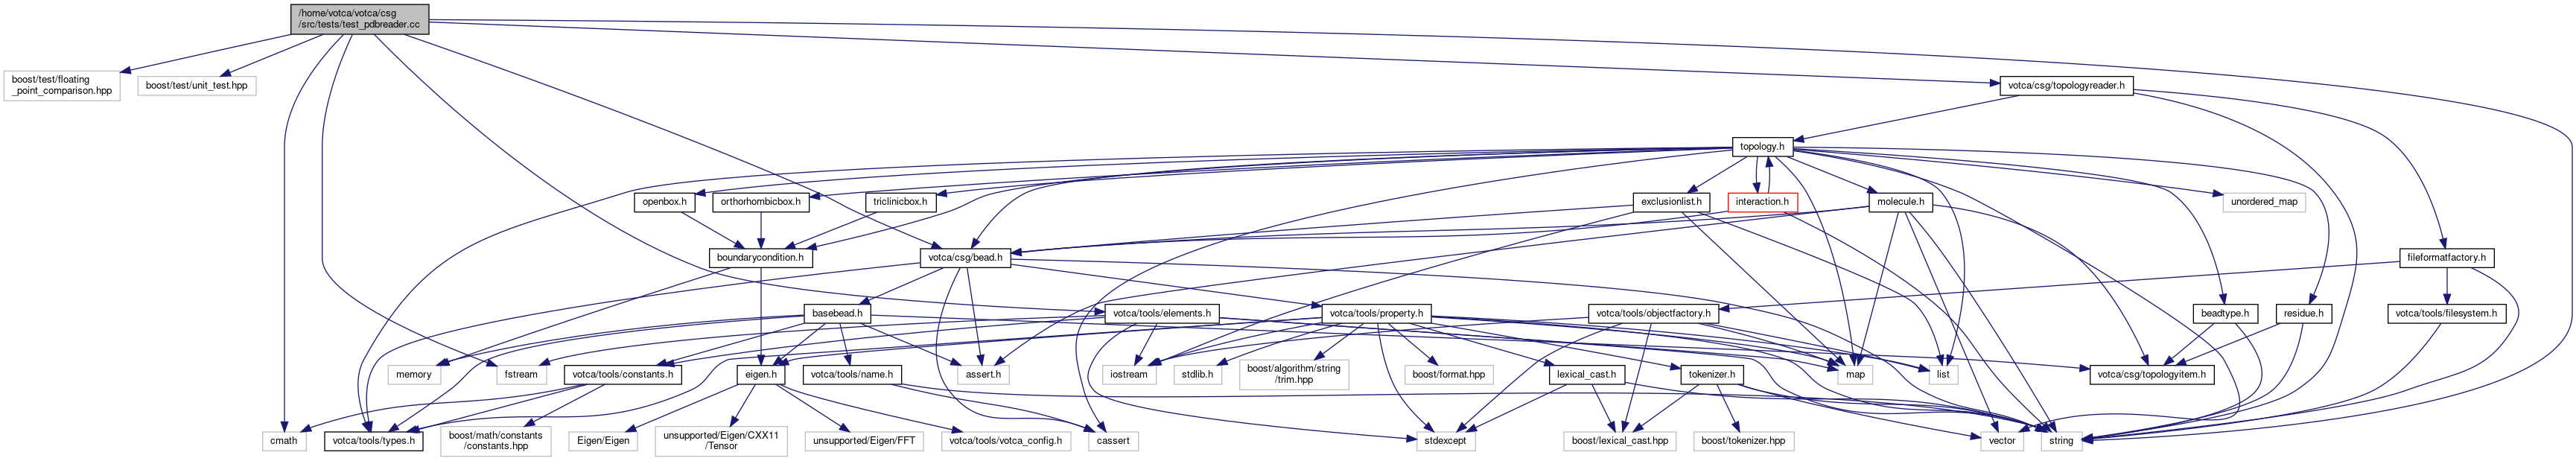 /home/votca/votca/csg
/src/tests/test_pdbreader.cc
boost/test/floating
_point_comparison.hpp
boost/test/unit_test.hpp
votca/csg/topologyreader.h
topology.h
openbox.h
orthorhombicbox.h
triclinicbox.h
exclusionlist.h
interaction.h
molecule.h
unordered_map
boundarycondition.h
votca/csg/bead.h
fileformatfactory.h
basebead.h
votca/tools/elements.h
votca/tools/property.h
votca/tools/objectfactory.h
beadtype.h
residue.h
votca/tools/filesystem.h
memory
fstream
votca/tools/constants.h
eigen.h
votca/tools/name.h
assert.h
iostream
stdlib.h
boost/algorithm/string
/trim.hpp
boost/format.hpp
lexical_cast.h
tokenizer.h
map
list
votca/csg/topologyitem.h
cmath
votca/tools/types.h
boost/math/constants
/constants.hpp
Eigen/Eigen
unsupported/Eigen/CXX11
/Tensor
unsupported/Eigen/FFT
votca/tools/votca_config.h
cassert
stdexcept
boost/lexical_cast.hpp
boost/tokenizer.hpp
vector
string